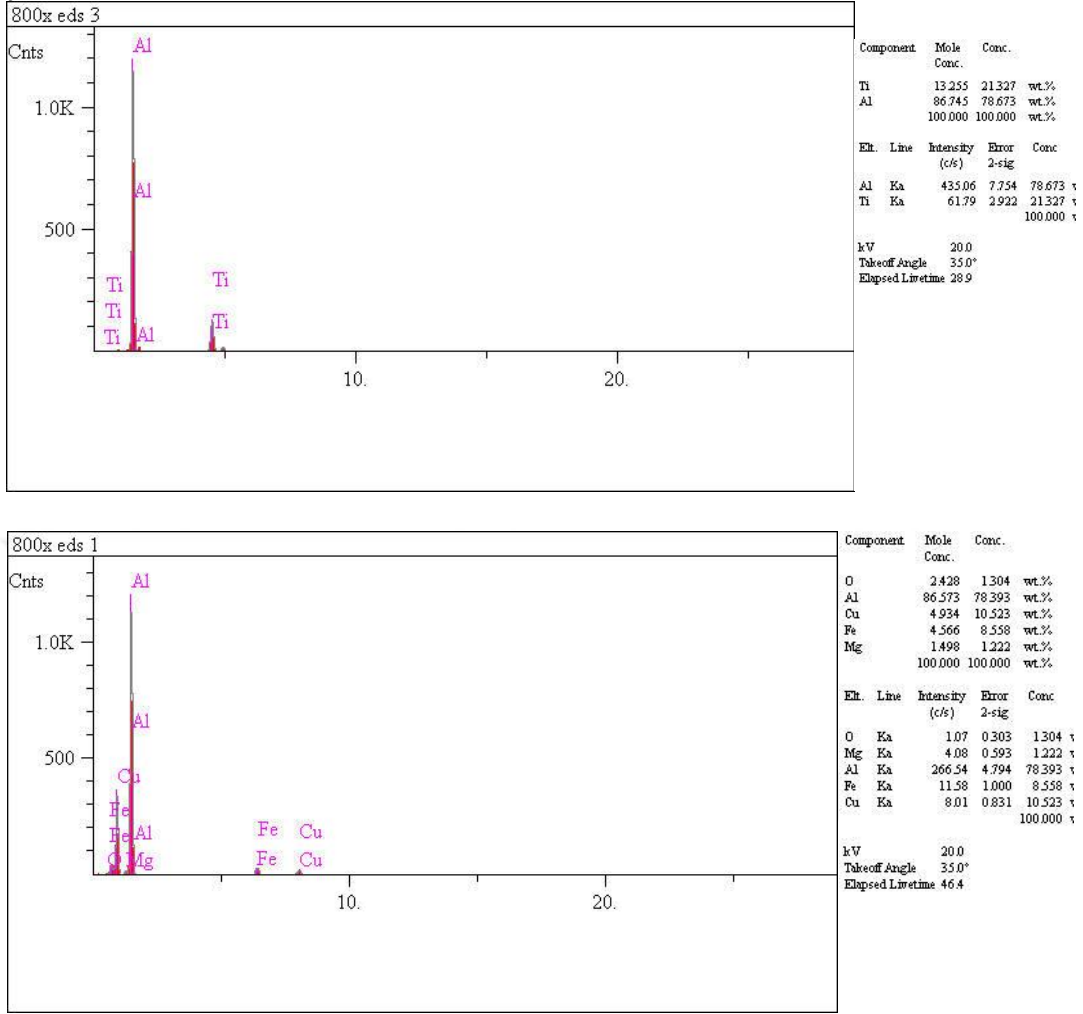 800x eds 3
Cnts
Al
1.0K
Al
500
Ti
Ti
Ti
Ti
Ti
Al
10.
20.
Component Mole Conc.
Conc.
Ti 13.255 21.327 wt.%
Al 86.745 78.673 wt.%
100.000 100.000 wt.%
Elt. Line Intensity Error Conc
(c/s) 2-sig
Al Ka 435.06 7.754 78.673
Ti Ka 61.79 2.922 21.327
100.000
kV 20.0
Takeoff Angle 35.0°
Elapsed Livetime 28.9
800x eds 1
Cnts
Al
1.0K
Al
500
Cu
Fe
Fe
Al
Fe
Cu
O
Mg
Fe
Cu
10.
20.
Component Mole Conc.
Conc.
O 2.428 1.304 wt.%
Al 86.573 78.393 wt.%
Cu 4.934 10.523 wt.%
Fe 4.566 8.558 wt.%
Mg 1.498 1.222 wt.%
100.000 100.000 wt.%
Elt. Line Intensity Error Conc
(c/s) 2-sig
O Ka 1.07 0.303 1.304
Mg Ka 4.08 0.593 1.222
Al Ka 266.54 4.794 78.393
Fe Ka 11.58 1.000 8.558
Cu Ka 8.01 0.831 10.523
100.000
kV 20.0
Takeoff Angle 35.0°
Elapsed Livetime 46.4